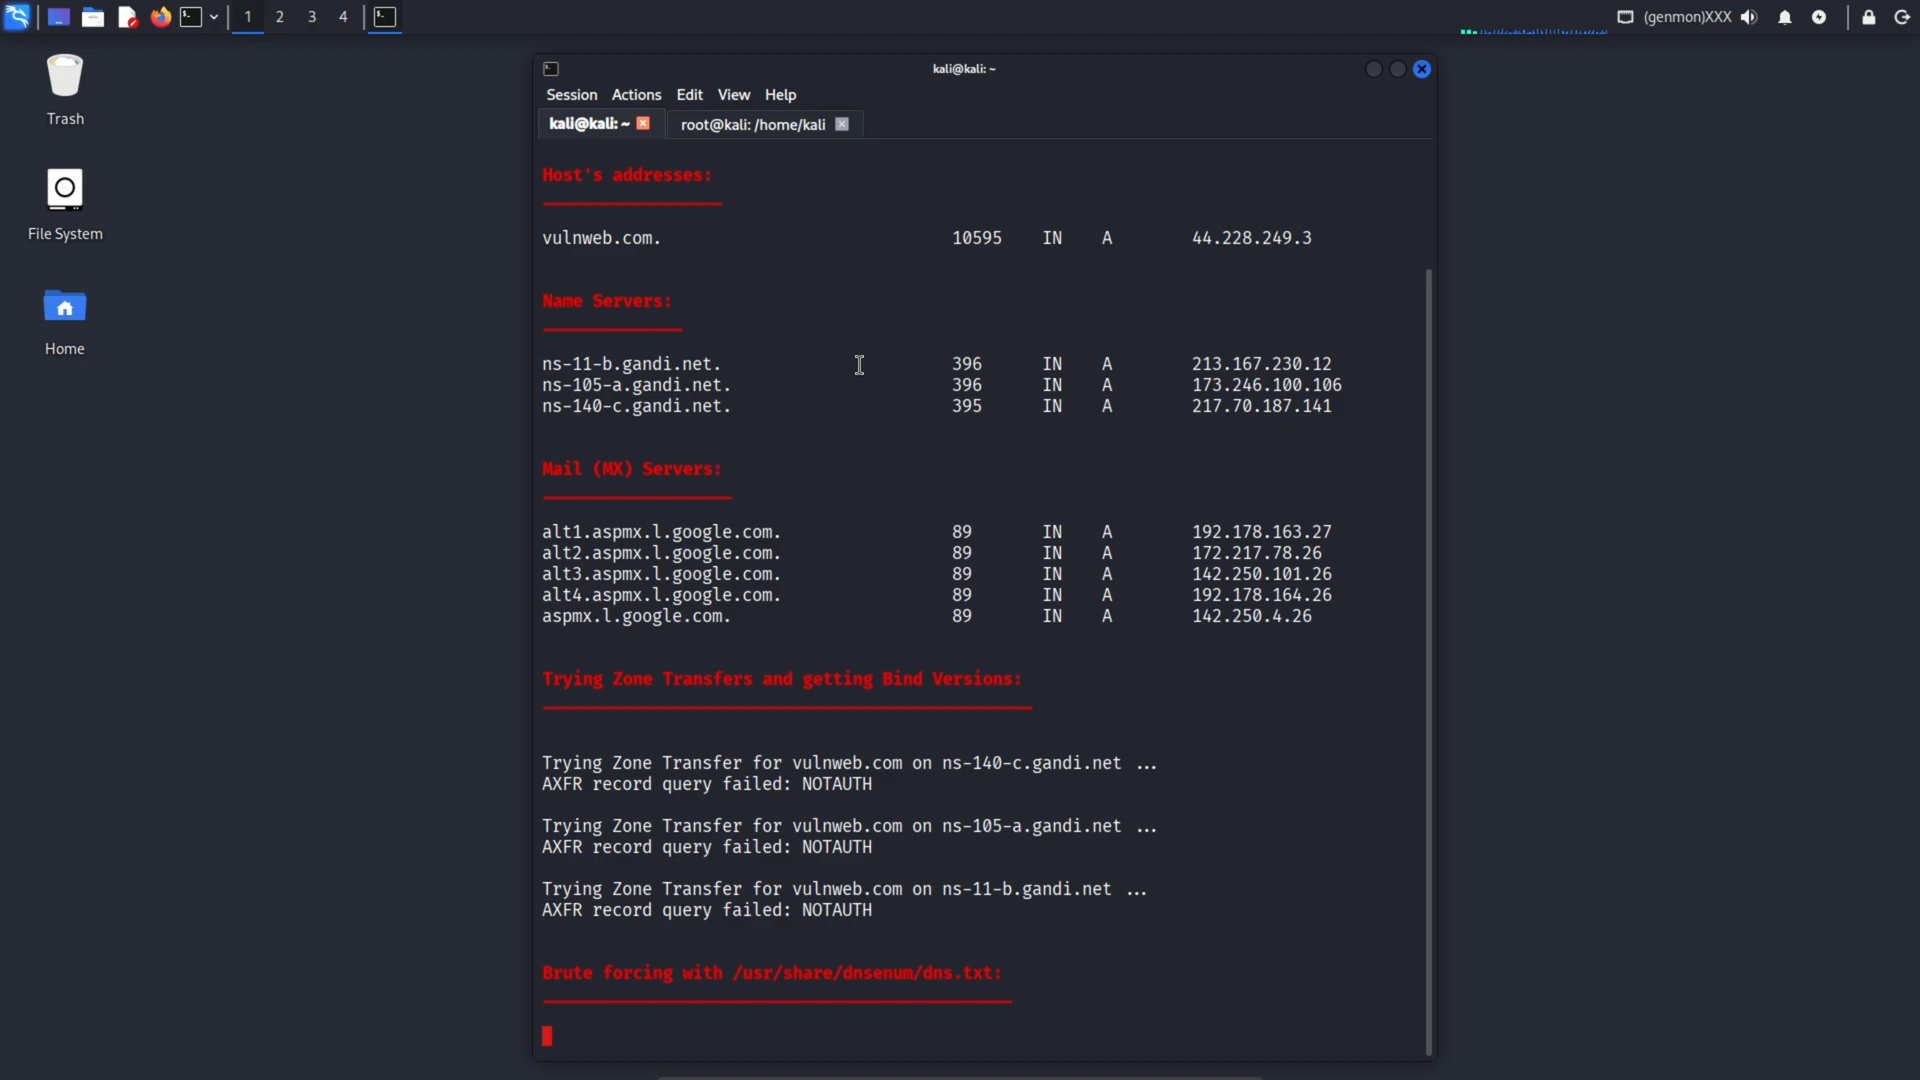 1 2 3 4 (genmon)XXX
Trash
File System
Home
kali@kali: ~
Session Actions Edit View Help
kali@kali: ~ root@kali: /home/kali
Host's addresses:
vulnweb.com. 10595 IN A 44.228.249.3
Name Servers:
ns-11-b.gandi.net. 396 IN A 213.167.230.12
ns-105-a.gandi.net. 396 IN A 173.246.100.106
ns-140-c.gandi.net. 395 IN A 217.70.187.141
Mail (MX) Servers:
alt1.aspmx.l.google.com. 89 IN A 192.178.163.27
alt2.aspmx.l.google.com. 89 IN A 172.217.78.26
alt3.aspmx.l.google.com. 89 IN A 142.250.101.26
alt4.aspmx.l.google.com. 89 IN A 192.178.164.26
aspmx.l.google.com. 89 IN A 142.250.4.26
Trying Zone Transfers and getting Bind Versions:
Trying Zone Transfer for vulnweb.com on ns-140-c.gandi.net ...
AXFR record query failed: NOTAUTH
Trying Zone Transfer for vulnweb.com on ns-105-a.gandi.net ...
AXFR record query failed: NOTAUTH
Trying Zone Transfer for vulnweb.com on ns-11-b.gandi.net ...
AXFR record query failed: NOTAUTH
Brute forcing with /usr/share/dnsenum/dns.txt: